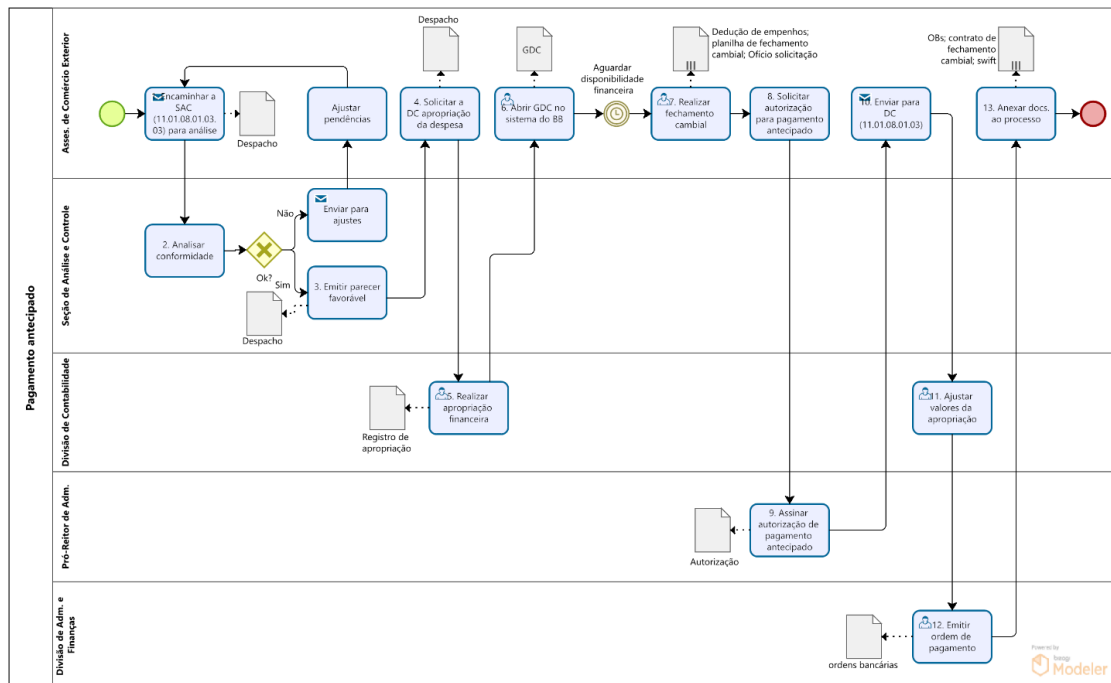 Pagamento antecipado
Asses. de Comércio Exterior
Encaminhar a
SAC
(11.01.08.01.03.
03) para análise
Despacho
Ajustar
pendências
Despacho
4. Solicitar a
DC apropriação
da despesa
GDC
6. Abrir GDC no
sistema do BB
Aguardar
disponibilidade
financeira
Dedução de empenhos;
planilha de fechamento
cambial; Ofício solicitação
7. Realizar
fechamento
cambial
8. Solicitar
autorização
para pagamento
antecipado
10. Enviar para
DC
(11.01.08.01.03)
OBs; contrato de
fechamento
cambial; swift
13. Anexar docs.
ao processo
Seção de Análise e Controle
2. Analisar
conformidade
Ok?
Não
Sim
Enviar para
ajustes
3. Emitir parecer
favorável
Despacho
Divisão de Contabilidade
5. Realizar
apropriação
financeira
Registro de
apropriação
11. Ajustar
valores da
apropriação
Pró-Reitor de Adm.
9. Assinar
autorização de
pagamento
antecipado
Autorização
Divisão de Adm. e
Finanças
12. Emitir
ordem de
pagamento
ordens bancárias
Powered by
bizagi
Modeler